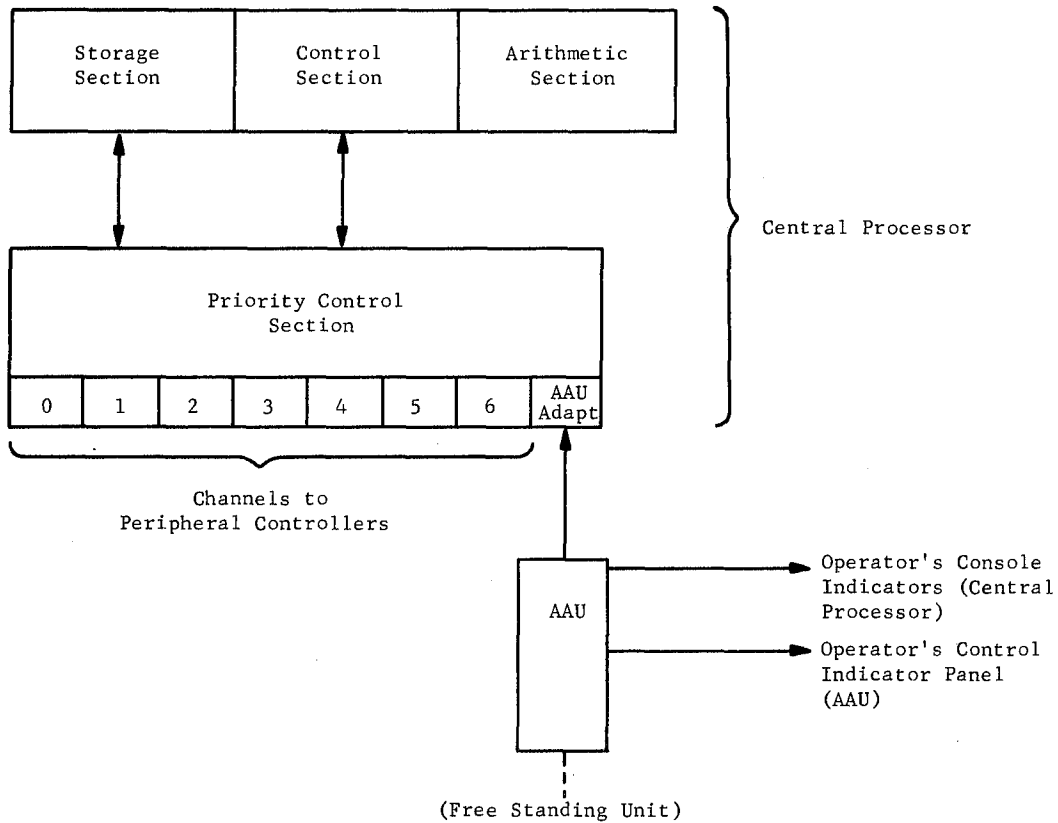 Storage
Section
Control
Section
Arithmetic
Section
Central Processor
Priority Control
Section
0 1 2 3 4 5 6
AAU
Adapt
Channels to
Peripheral Controllers
AAU
Operator's Console
Indicators (Central
Processor)
Operator's Control
Indicator Panel
(AAU)
(Free Standing Unit)